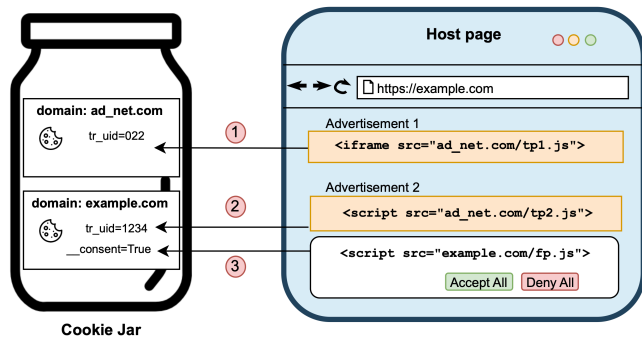 Host page
https://example.com
domain: ad_net.com
tr_uid=022
1
Advertisement 1
<iframe src="ad_net.com/tp1.js">
domain: example.com
tr_uid=1234
__consent=True
2
Advertisement 2
<script src="ad_net.com/tp2.js">
3
<script src="example.com/fp.js">
Accept All
Deny All
Cookie Jar